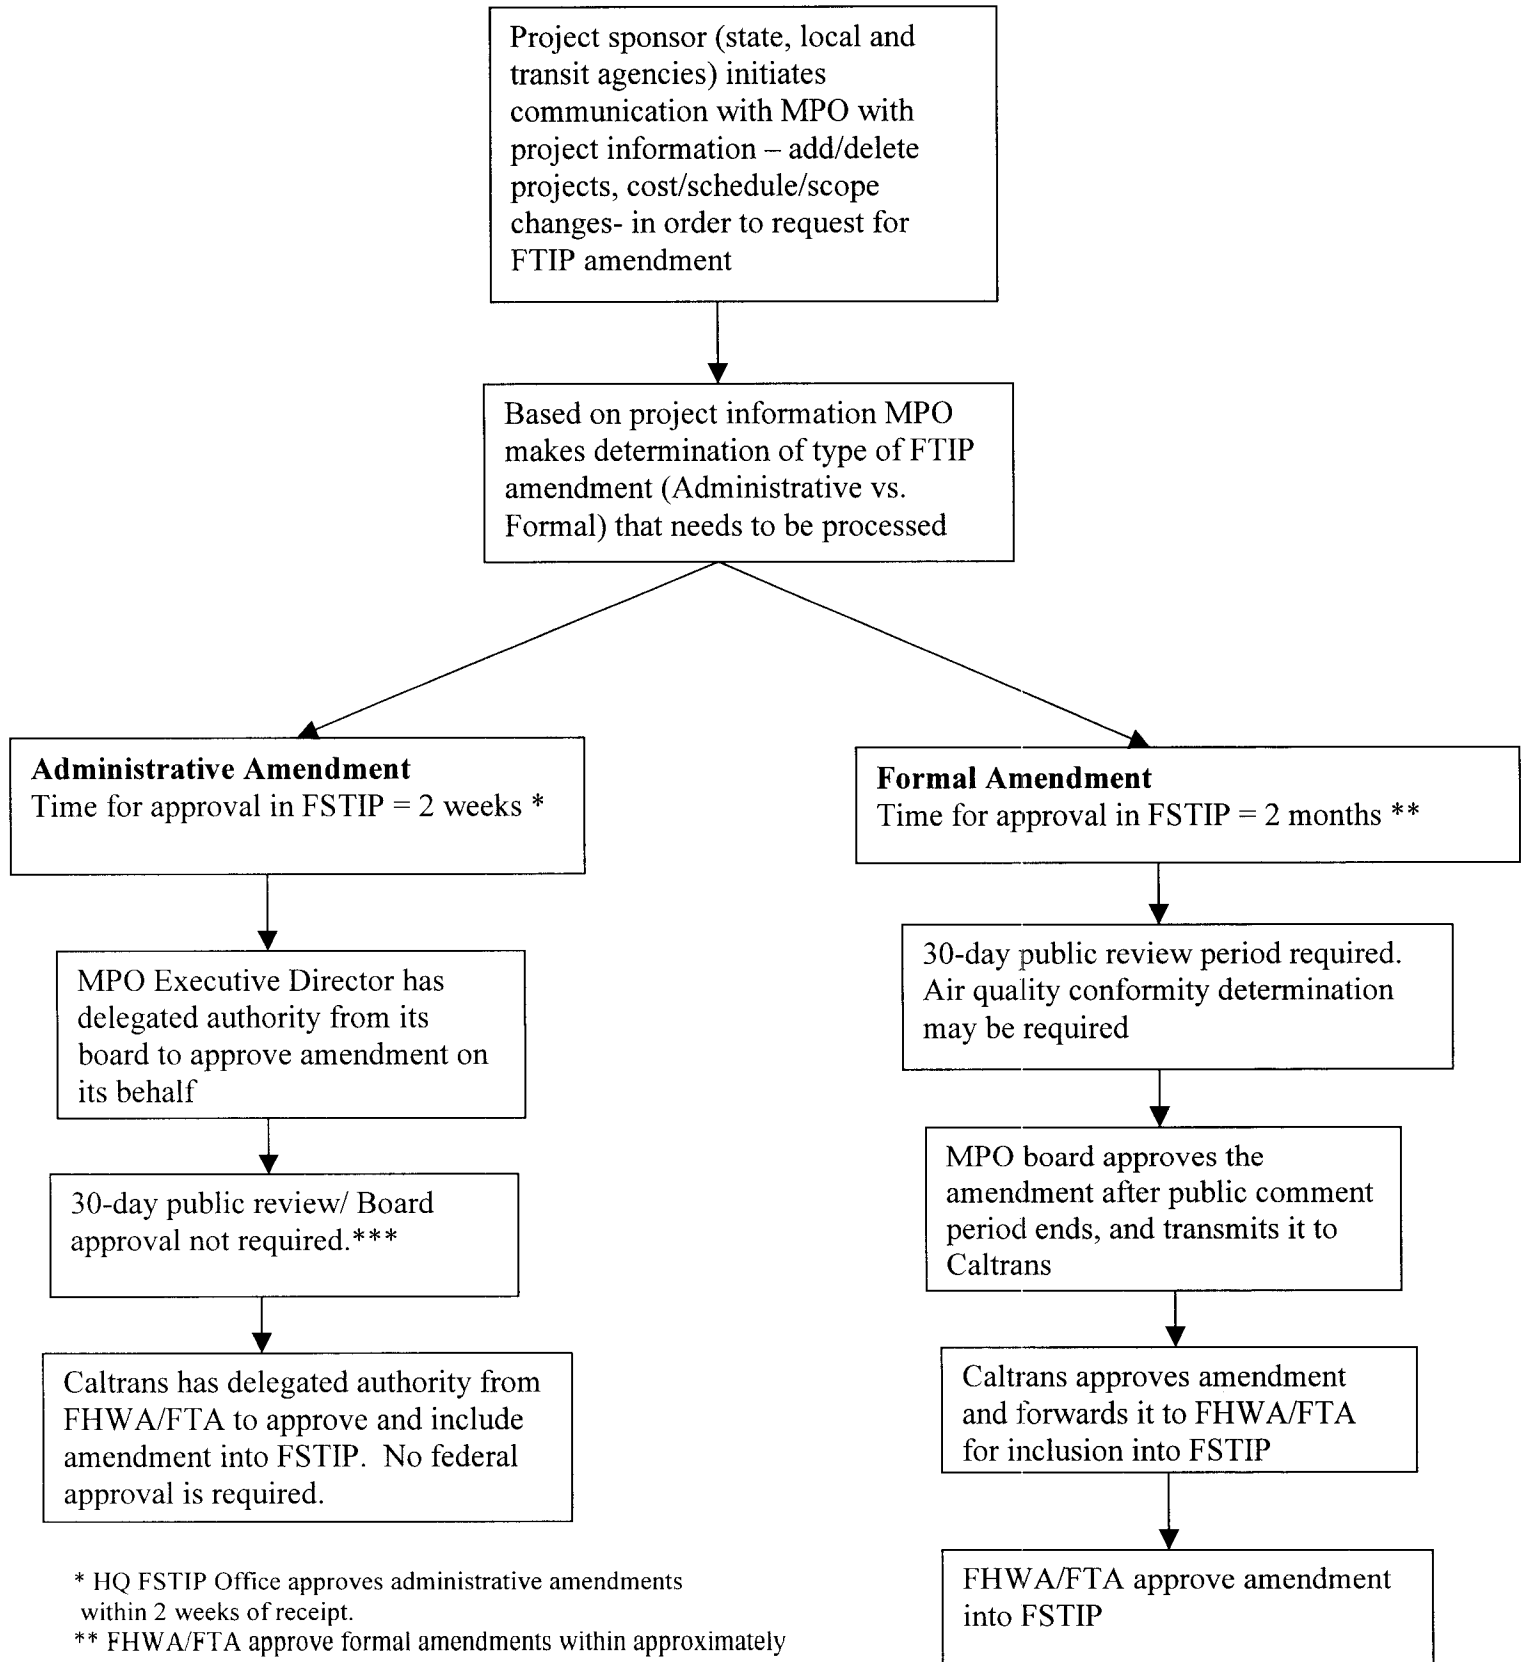 Project sponsor (state, local and
transit agencies) initiates
communication with MPO with
project information – add/delete
projects, cost/schedule/scope
changes- in order to request for
FTIP amendment
Based on project information MPO
makes determination of type of FTIP
amendment (Administrative vs.
Formal) that needs to be processed
Administrative Amendment
Time for approval in FSTIP = 2 weeks *
MPO Executive Director has
delegated authority from its
board to approve amendment on
its behalf
30-day public review/ Board
approval not required.***
Caltrans has delegated authority from
FHWA/FTA to approve and include
amendment into FSTIP.  No federal
approval is required.
Formal Amendment
Time for approval in FSTIP = 2 months **
30-day public review period required.
Air quality conformity determination
may be required
MPO board approves the
amendment after public comment
period ends, and transmits it to
Caltrans
Caltrans approves amendment
and forwards it to FHWA/FTA
for inclusion into FSTIP
FHWA/FTA approve amendment
into FSTIP
* HQ FSTIP Office approves administrative amendments
within 2 weeks of receipt.
** FHWA/FTA approve formal amendments within approximately